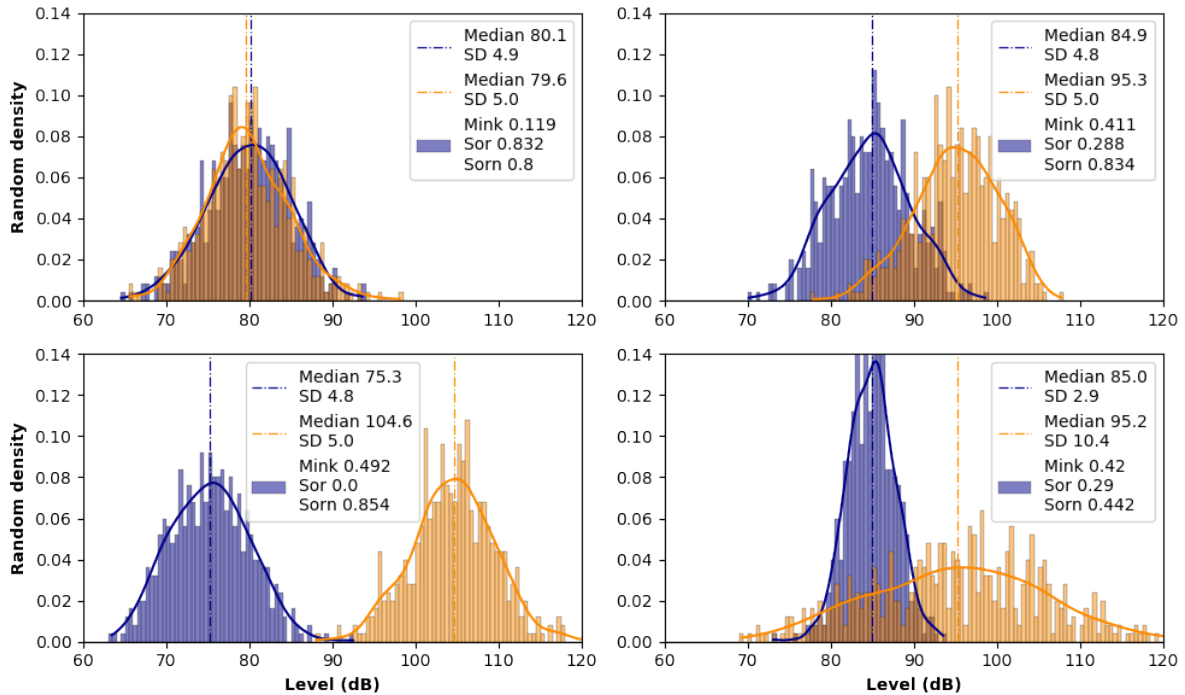 0.14
0.12
0.10
0.08
0.06
0.04
0.02
0.00
Random density
60 70 80 90 100 110 120
Median 80.1
SD 4.9
Median 79.6
SD 5.0
Mink 0.119
Sor 0.832
Sorn 0.8
0.14
0.12
0.10
0.08
0.06
0.04
0.02
0.00
60 70 80 90 100 110 120
Median 84.9
SD 4.8
Median 95.3
SD 5.0
Mink 0.411
Sor 0.288
Sorn 0.834
0.14
0.12
0.10
0.08
0.06
0.04
0.02
0.00
Random density
60 70 80 90 100 110 120
Level (dB)
Median 75.3
SD 4.8
Median 104.6
SD 5.0
Mink 0.492
Sor 0.0
Sorn 0.854
0.14
0.12
0.10
0.08
0.06
0.04
0.02
0.00
60 70 80 90 100 110 120
Level (dB)
Median 85.0
SD 2.9
Median 95.2
SD 10.4
Mink 0.42
Sor 0.29
Sorn 0.442